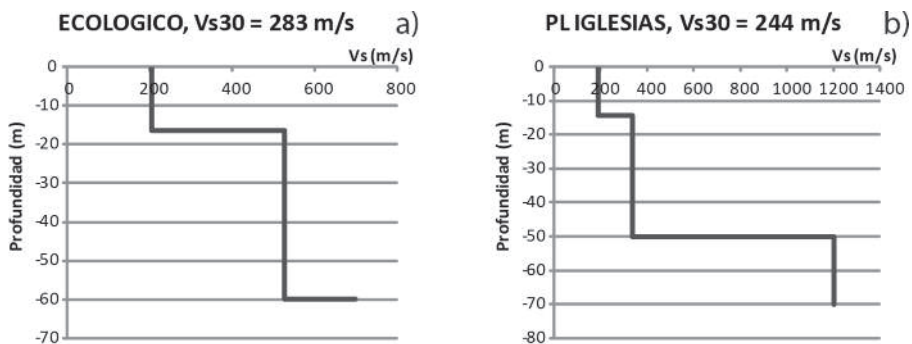 ECOLOGICO, Vs30 = 283 m/s a)
Vs (m/s)
0 200 400 600 800
0
-10
-20
-30
-40
-50
-60
-70
Profundidad (m)
PL IGLESIAS, Vs30 = 244 m/s b)
Vs (m/s)
0 200 400 600 800 1000 1200 1400
0
-10
-20
-30
-40
-50
-60
-70
-80
Profundidad (m)